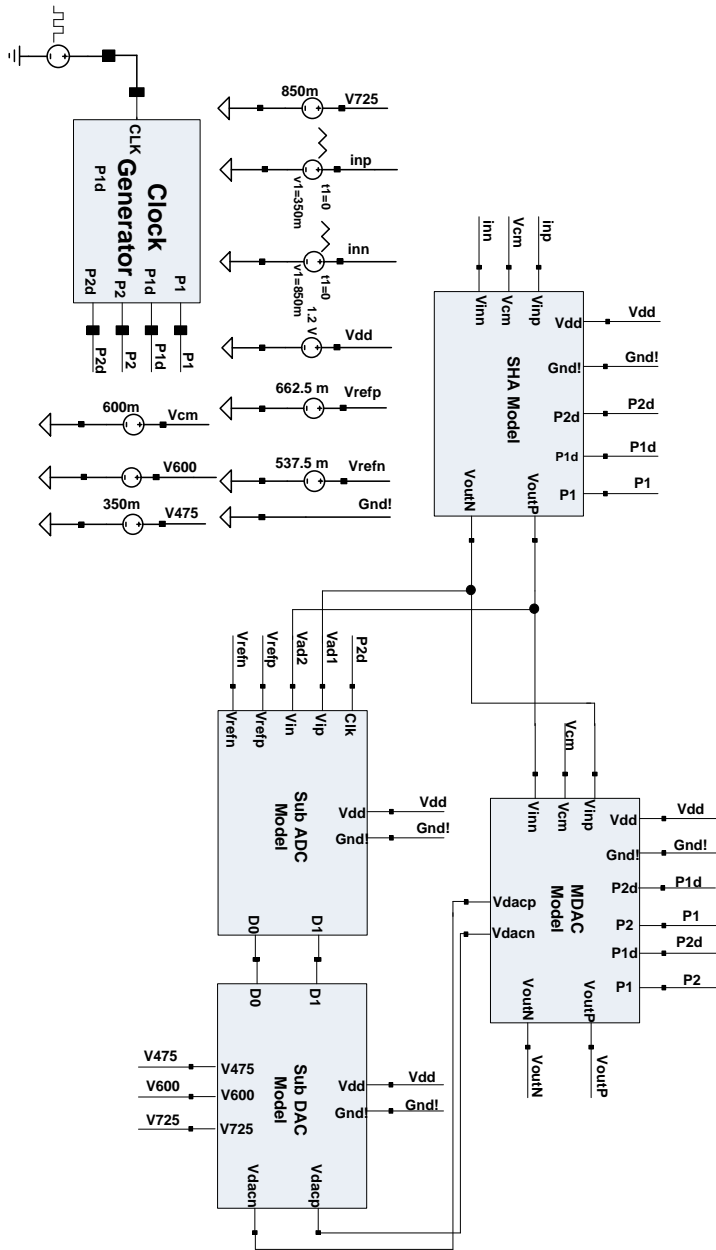 CLK
Clock
Generator
P1d
P2d
P2
P1d
P1
P2d
P2
P1d
P1
850m
V725
inp
t1=0
v1=350m
inn
t1=0
v1=850m
1.2 V
Vdd
662.5 m
Vrefp
537.5 m
Vrefn
Gnd!
600m
Vcm
V600
350m
V475
inn
Vcm
inp
Vinn
Vcm
Vinp
SHA Model
Vdd
Gnd!
P2d
P1d
P1
Vdd
Gnd!
P2d
P1d
P1
VoutN
VoutP
Vrefn
Vrefp
Vad2
Vad1
P2d
Vrefn
Vrefp
Vin
Vip
Clk
Sub ADC
Model
Vdd
Gnd!
Vdd
Gnd!
D0
D1
Vcm
Vinn
Vcm
Vinp
MDAC
Model
Vdacp
Vdacn
Vdd
Gnd!
P2d
P2
P1d
P1
Vdd
Gnd!
P1d
P1
P2d
P2
VoutN
VoutP
VoutN
VoutP
D0
D1
Sub DAC
Model
V475
V600
V725
V475
V600
V725
Vdd
Gnd!
Vdd
Gnd!
Vdacn
Vdacp